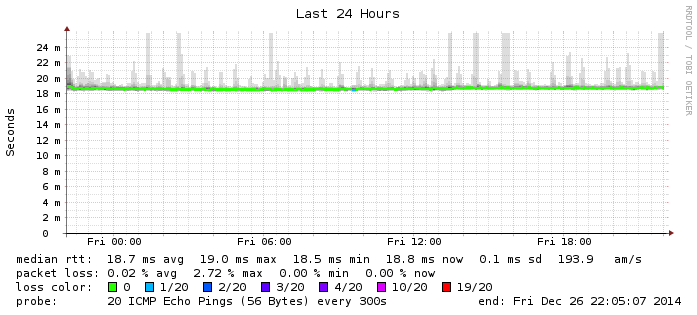 Last 24 Hours
RRDTOOL / TOBI OETIKER
Seconds
24 m
22 m
20 m
18 m
16 m
14 m
12 m
10 m
8 m
6 m
4 m
2 m
0
Fri 00:00 Fri 06:00 Fri 12:00 Fri 18:00
median rtt: 18.7 ms avg 19.0 ms max 18.5 ms min 18.8 ms now 0.1 ms sd 193.9 am/s
packet loss: 0.02 % avg 2.72 % max 0.00 % min 0.00 % now
loss color: 0 1/20 2/20 3/20 4/20 10/20 19/20
probe: 20 ICMP Echo Pings (56 Bytes) every 300s end: Fri Dec 26 22:05:07 2014